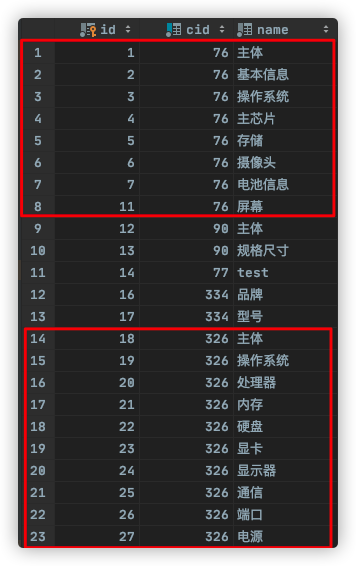 id cid name
1 1 76 主体
2 2 76 基本信息
3 3 76 操作系统
4 4 76 主芯片
5 5 76 存储
6 6 76 摄像头
7 7 76 电池信息
8 11 76 屏幕
9 12 90 主体
10 13 90 规格尺寸
11 14 77 test
12 16 334 品牌
13 17 334 型号
14 18 326 主体
15 19 326 操作系统
16 20 326 处理器
17 21 326 内存
18 22 326 硬盘
19 23 326 显卡
20 24 326 显示器
21 25 326 通信
22 26 326 端口
23 27 326 电源